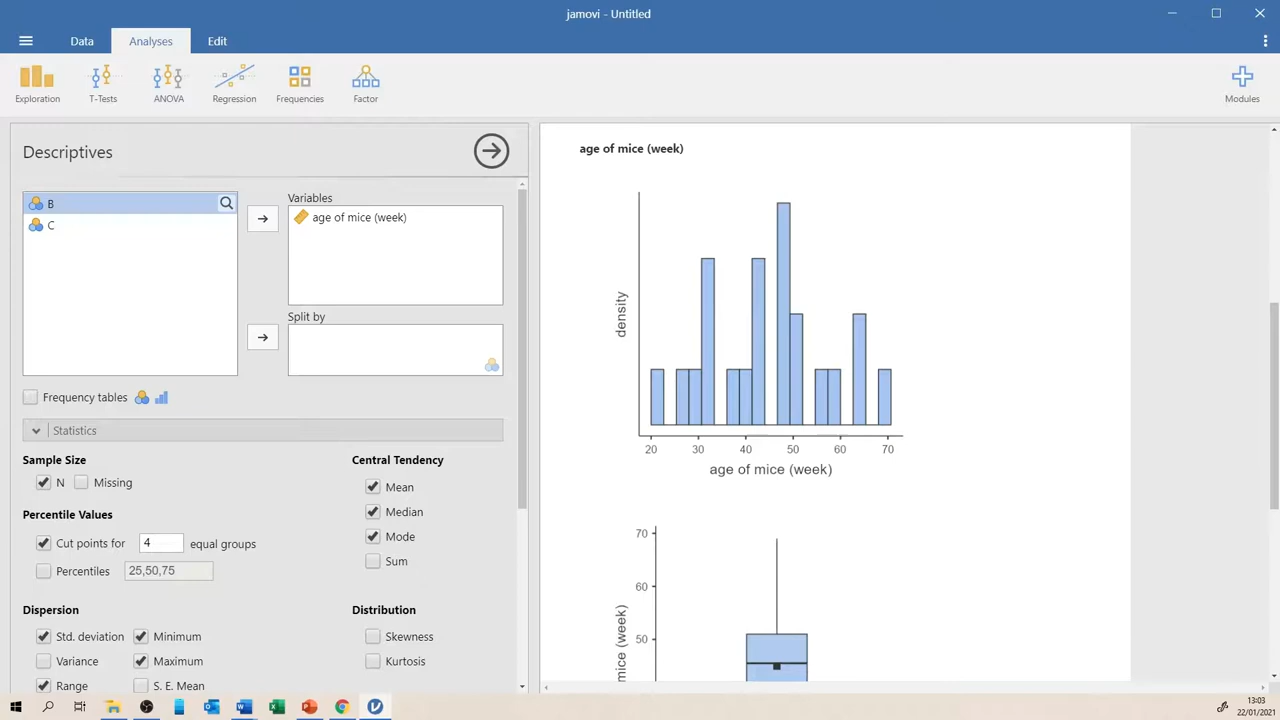 jamovi - Untitled
Data
Analyses
Edit
Exploration
T-Tests
ANOVA
Regression
Frequencies
Factor
Modules
Descriptives
B
C
Variables
age of mice (week)
Split by
Frequency tables
Statistics
Sample Size
N
Missing
Percentile Values
Cut points for 4 equal groups
Percentiles 25,50,75
Central Tendency
Mean
Median
Mode
Sum
Dispersion
Std. deviation
Minimum
Variance
Maximum
Range
S. E. Mean
Distribution
Skewness
Kurtosis
age of mice (week)
density
20 30 40 50 60 70
age of mice (week)
70
60
50
mice (week)
13:03
22/01/2021